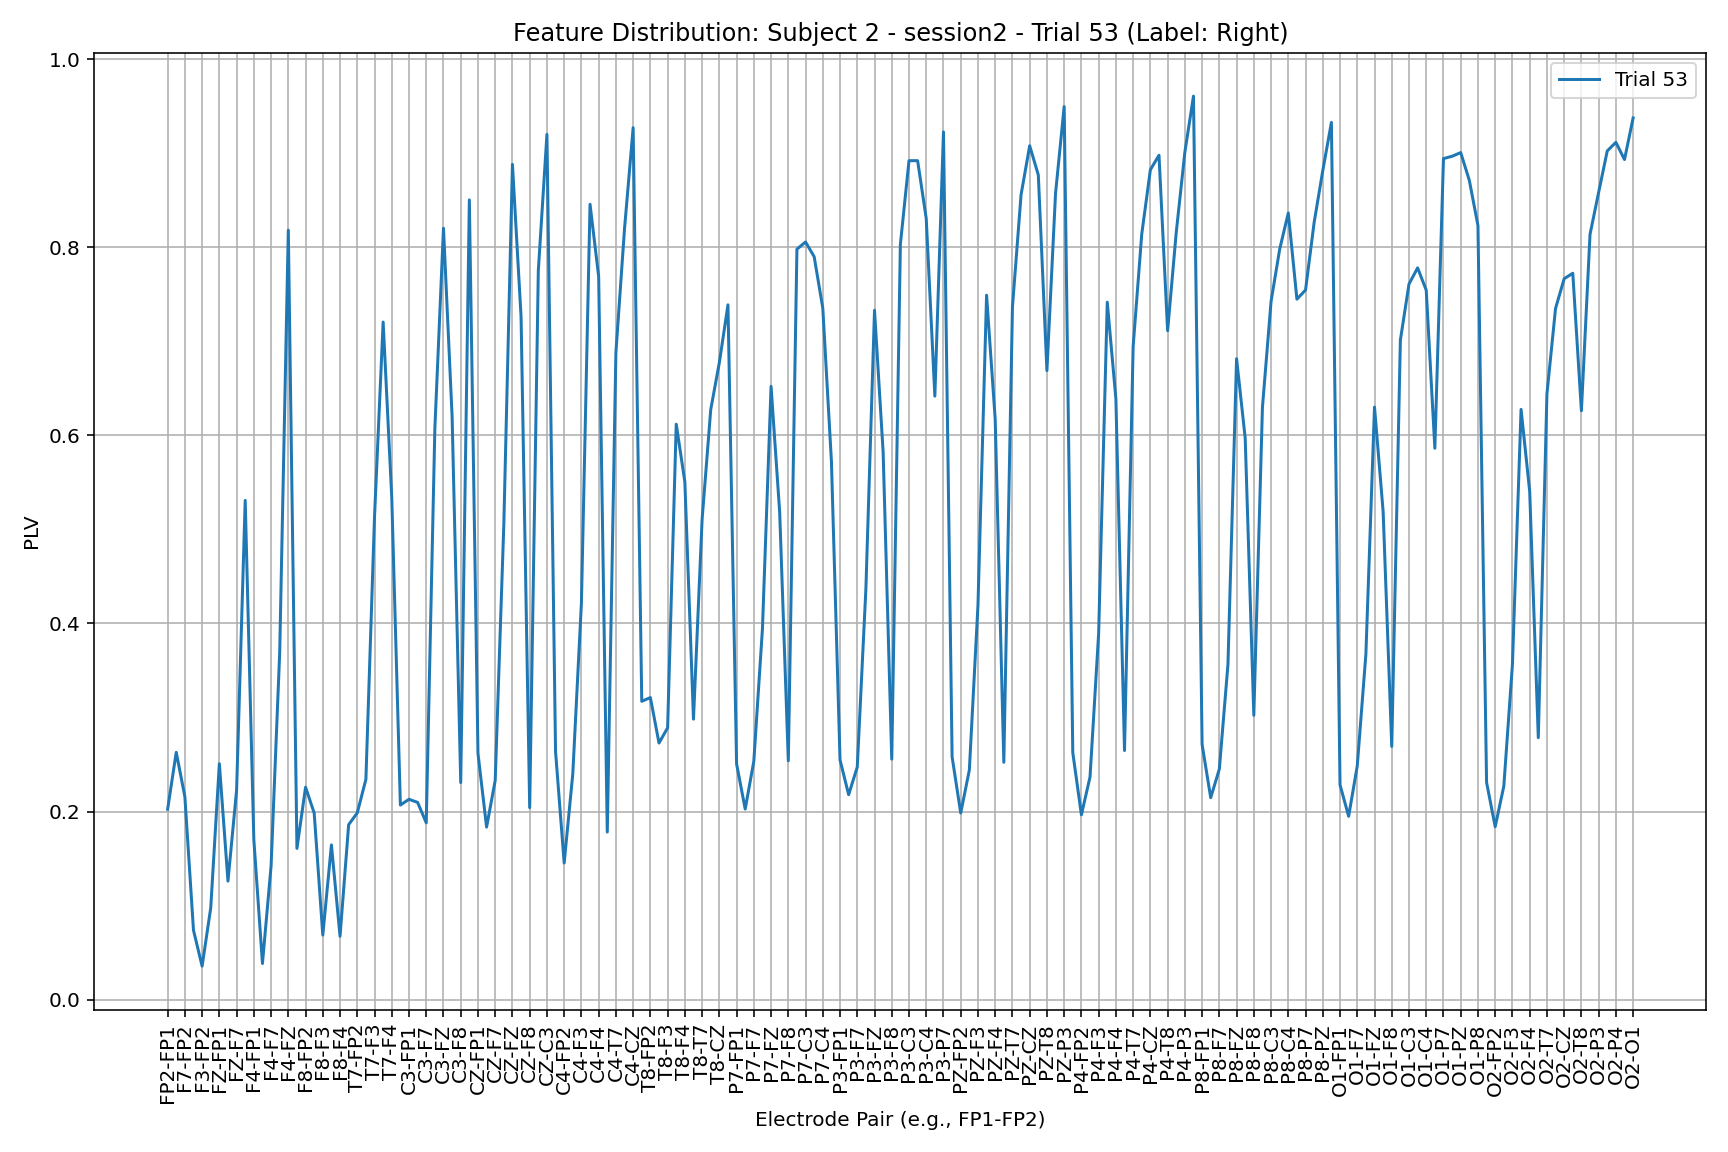 Feature Distribution: Subject 2 - session2 - Trial 53 (Label: Right)
Trial 53
1.0
0.8
0.6
0.4
0.2
0.0
PLV
FP2-FP1
F7-FP2
F3-FP2
FZ-FP1
FZ-F7
F4-FP1
F4-F7
F4-FZ
F8-FP2
F8-F3
F8-F4
T7-FP2
T7-F3
T7-F4
C3-FP1
C3-F7
C3-FZ
C3-F8
CZ-FP1
CZ-F7
CZ-FZ
CZ-F8
CZ-C3
C4-FP2
C4-F3
C4-F4
C4-T7
C4-CZ
T8-FP2
T8-F3
T8-F4
T8-T7
T8-CZ
P7-FP1
P7-F7
P7-FZ
P7-F8
P7-C3
P7-C4
P3-FP1
P3-F7
P3-FZ
P3-F8
P3-C3
P3-C4
P3-P7
PZ-FP2
PZ-F3
PZ-F4
PZ-T7
PZ-CZ
PZ-T8
PZ-P3
P4-FP2
P4-F3
P4-F4
P4-T7
P4-CZ
P4-T8
P4-P3
P8-FP1
P8-F7
P8-FZ
P8-F8
P8-C3
P8-C4
P8-P7
P8-PZ
O1-FP1
O1-F7
O1-FZ
O1-F8
O1-C3
O1-C4
O1-P7
O1-PZ
O1-P8
O2-FP2
O2-F3
O2-F4
O2-T7
O2-CZ
O2-T8
O2-P3
O2-P4
O2-O1
Electrode Pair (e.g., FP1-FP2)